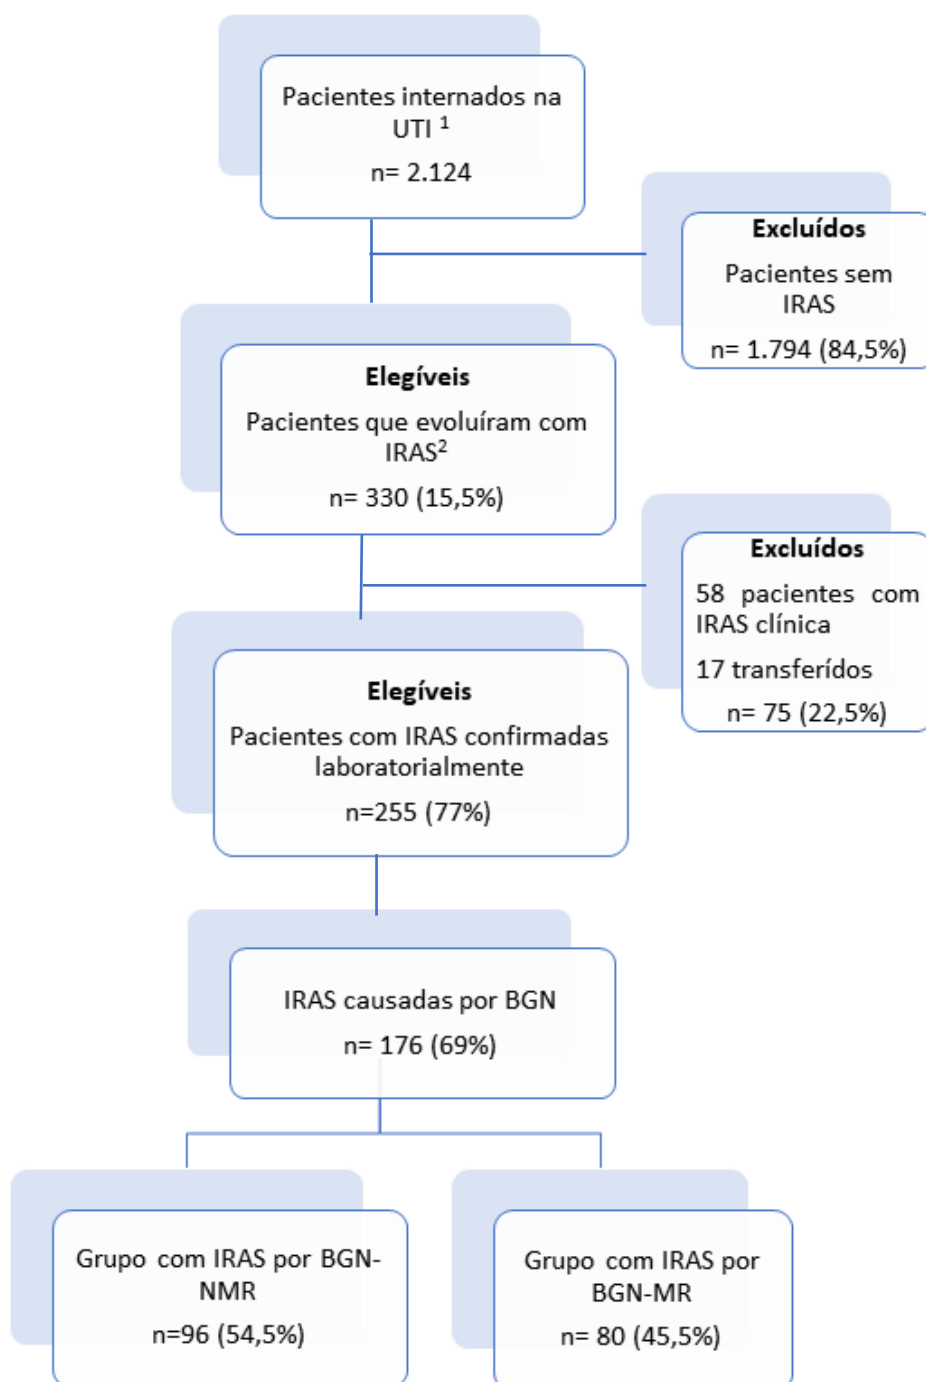 Pacientes internados na
UTI ¹
n= 2.124
Excluídos
Pacientes sem
IRAS
n= 1.794 (84,5%)
Elegíveis
Pacientes que evoluíram com
IRAS²
n= 330 (15,5%)
Excluídos
58 pacientes com
IRAS clínica
17 transferídos
n= 75 (22,5%)
Elegíveis
Pacientes com IRAS confirmadas
laboratorialmente
n=255 (77%)
IRAS causadas por BGN
n= 176 (69%)
Grupo com IRAS por BGN-
NMR
n=96 (54,5%)
Grupo com IRAS por
BGN-MR
n= 80 (45,5%)